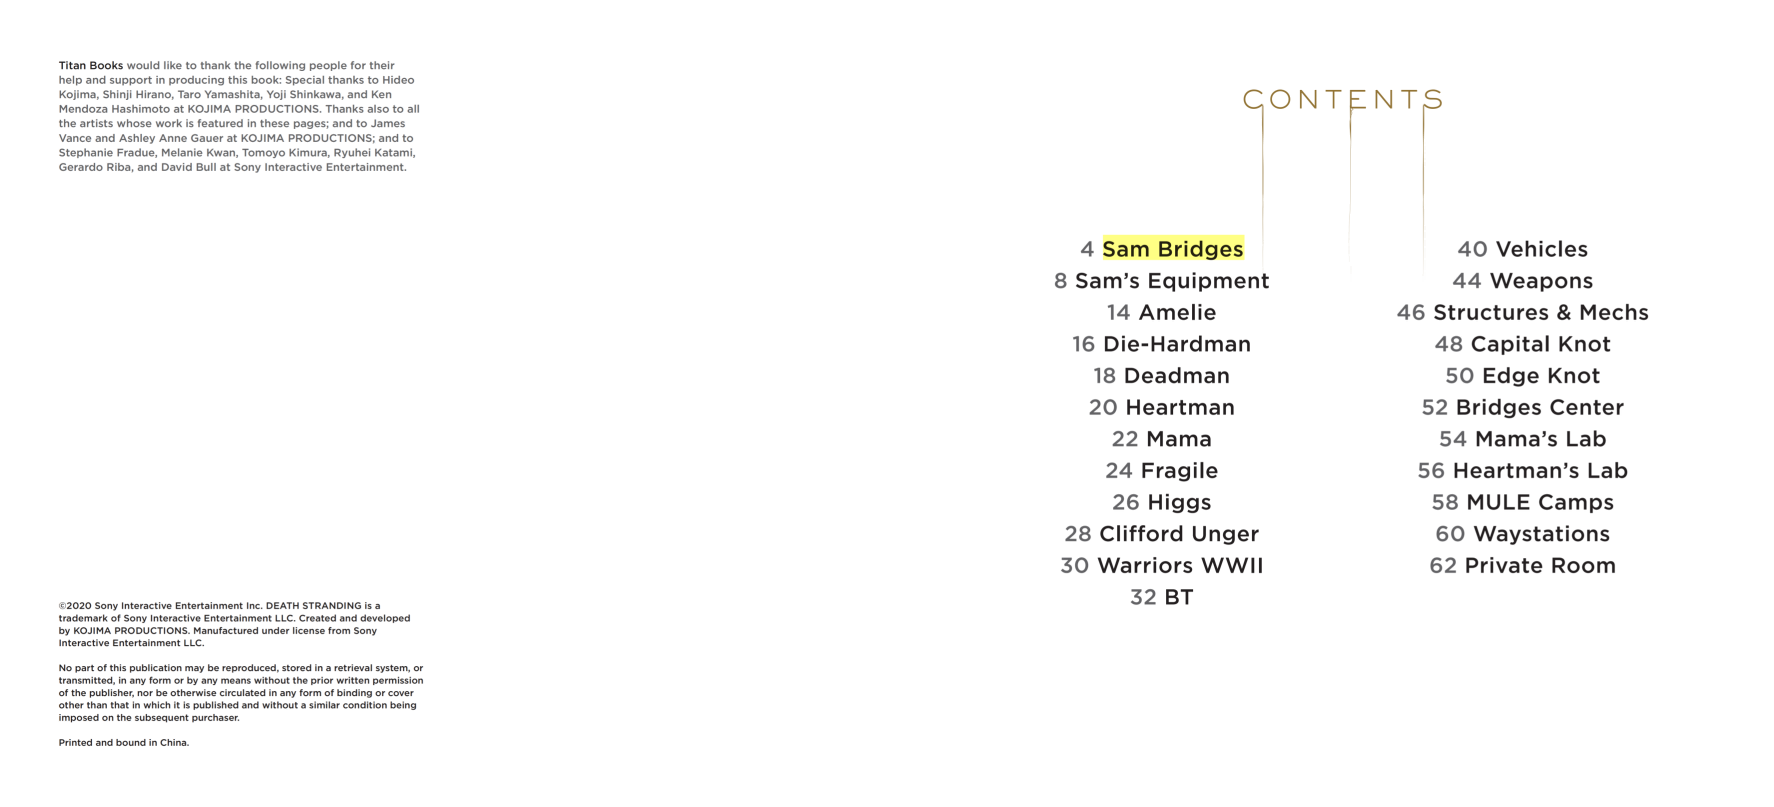 Titan Books would like to thank the following people for their
help and support in producing this book: Special thanks to Hideo
Kojima, Shinji Hirano, Taro Yamashita, Yoji Shinkawa, and Ken
Mendoza Hashimoto at KOJIMA PRODUCTIONS. Thanks also to all
the artists whose work is featured in these pages; and to James
Vance and Ashley Anne Gauer at KOJIMA PRODUCTIONS; and to
Stephanie Fradue, Melanie Kwan, Tomoyo Kimura, Ryuhei Katami,
Gerardo Riba, and David Bull at Sony Interactive Entertainment.
©2020 Sony Interactive Entertainment Inc. DEATH STRANDING is a
trademark of Sony Interactive Entertainment LLC. Created and developed
by KOJIMA PRODUCTIONS. Manufactured under license from Sony
Interactive Entertainment LLC.
No part of this publication may be reproduced, stored in a retrieval system, or
transmitted, in any form or by any means without the prior written permission
of the publisher, nor be otherwise circulated in any form of binding or cover
other than that in which it is published and without a similar condition being
imposed on the subsequent purchaser.
Printed and bound in China.
CONTENTS
4 Sam Bridges
8 Sam’s Equipment
14 Amelie
16 Die-Hardman
18 Deadman
20 Heartman
22 Mama
24 Fragile
26 Higgs
28 Clifford Unger
30 Warriors WWII
32 BT
40 Vehicles
44 Weapons
46 Structures & Mechs
48 Capital Knot
50 Edge Knot
52 Bridges Center
54 Mama’s Lab
56 Heartman’s Lab
58 MULE Camps
60 Waystations
62 Private Room